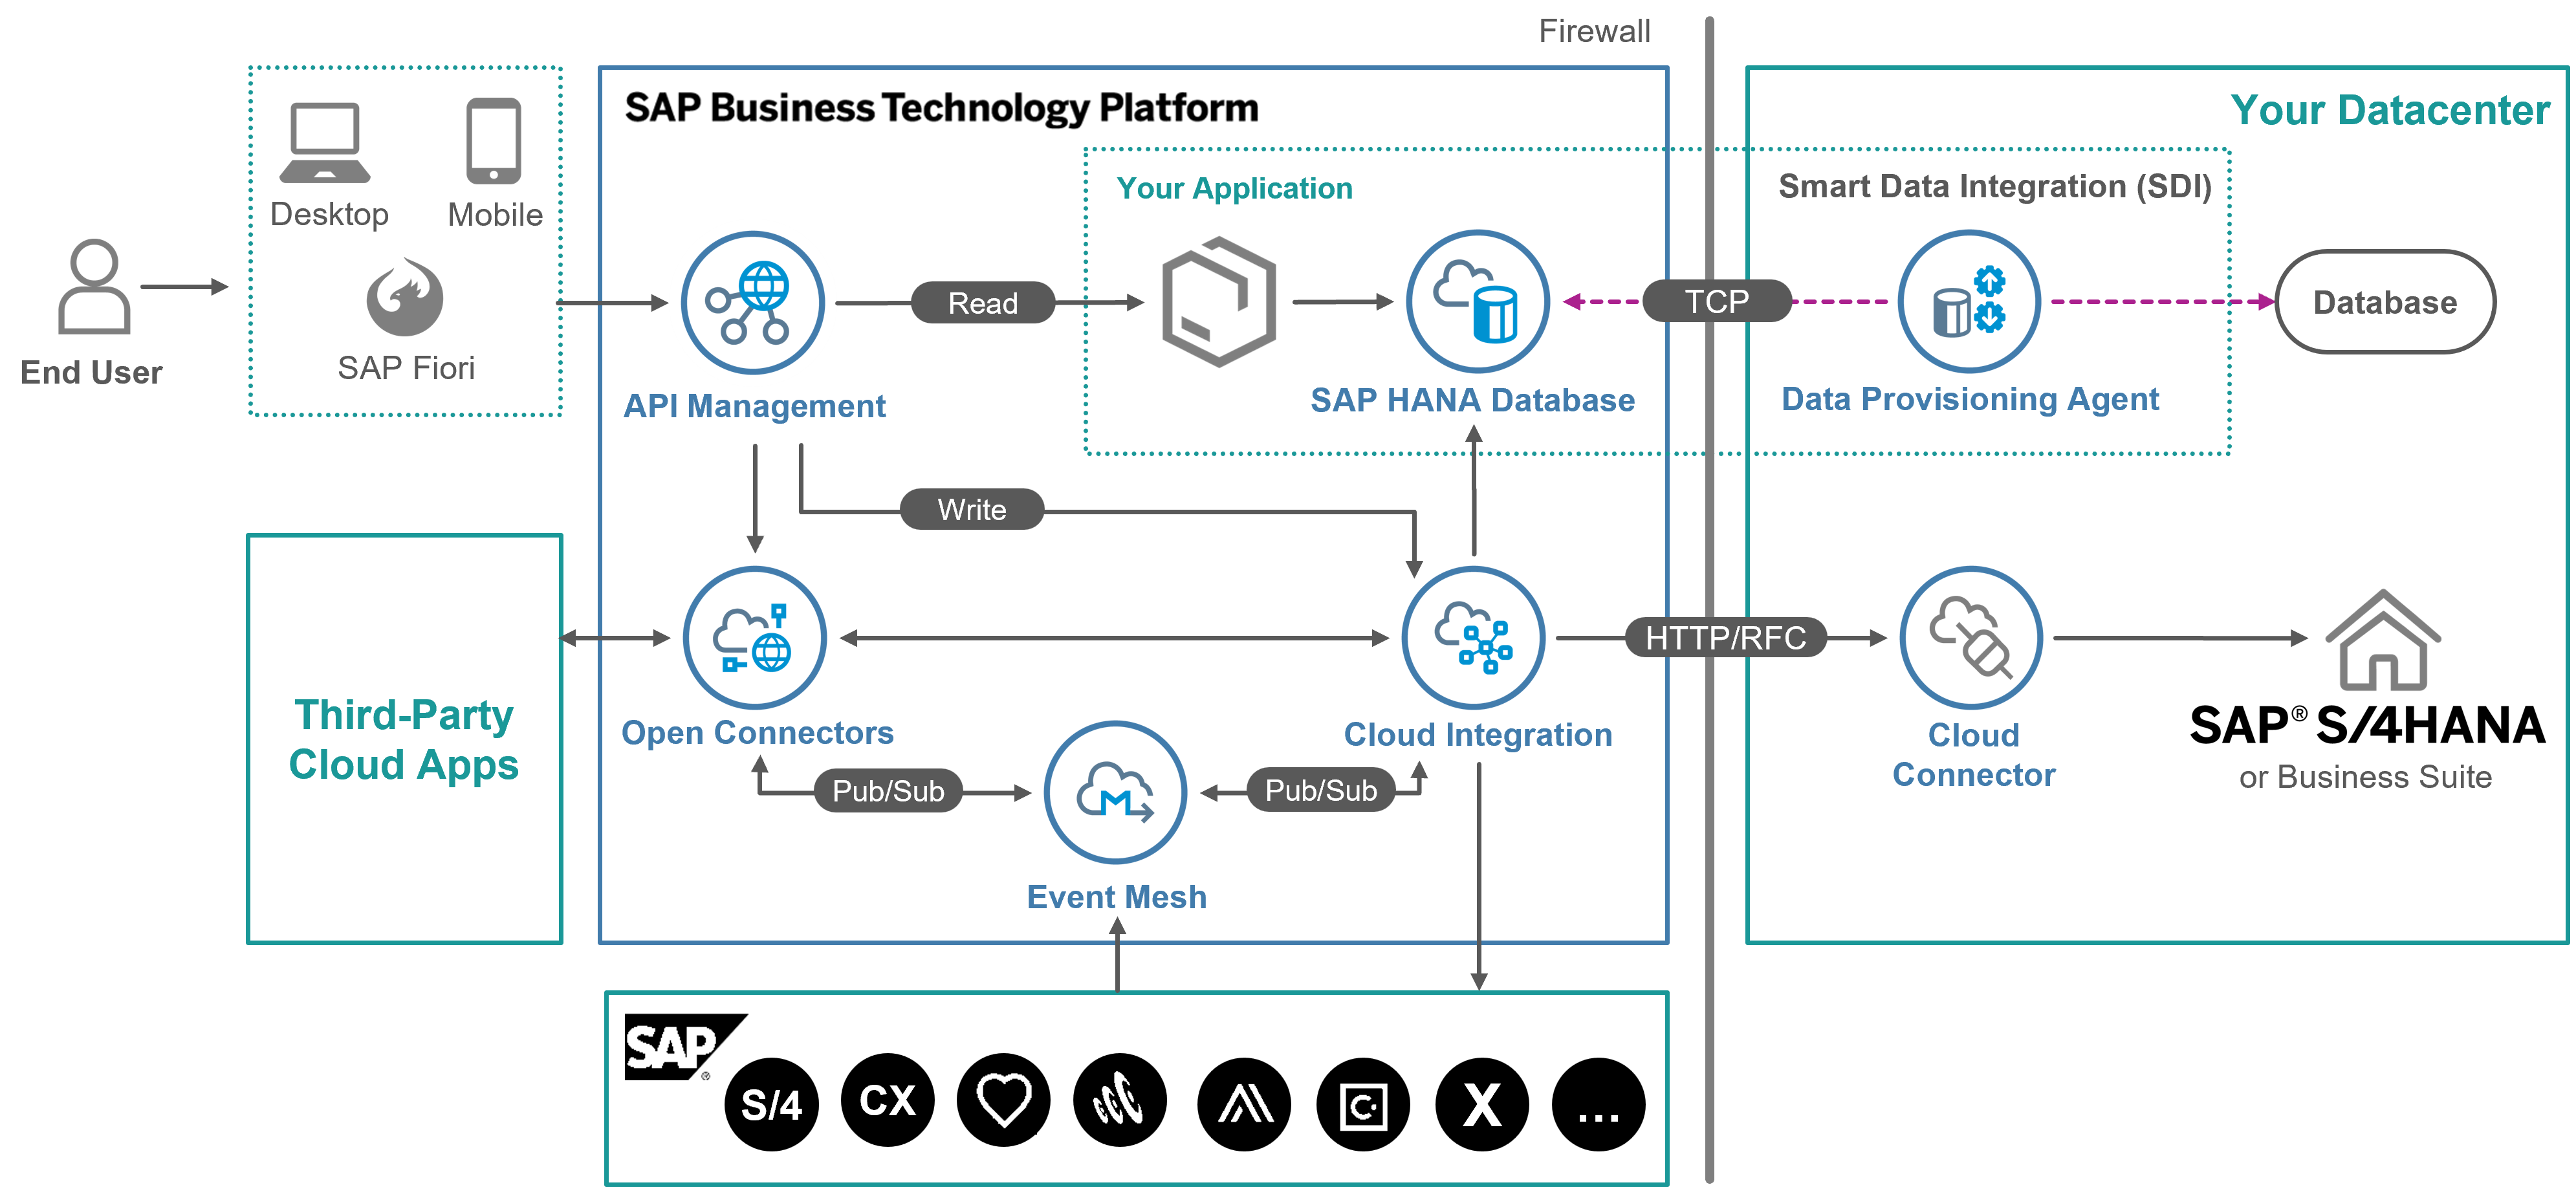 Firewall
SAP Business Technology Platform
Your Datacenter
Desktop
Mobile
SAP Fiori
End User
Your Application
Smart Data Integration (SDI)
Read
TCP
Database
API Management
SAP HANA Database
Data Provisioning Agent
Write
HTTP/RFC
Third-Party
Cloud Apps
Open Connectors
Cloud Integration
Cloud
Connector
SAP® S/4HANA
or Business Suite
Pub/Sub
Pub/Sub
Event Mesh
SAP
®
S/4
CX
C
X
...